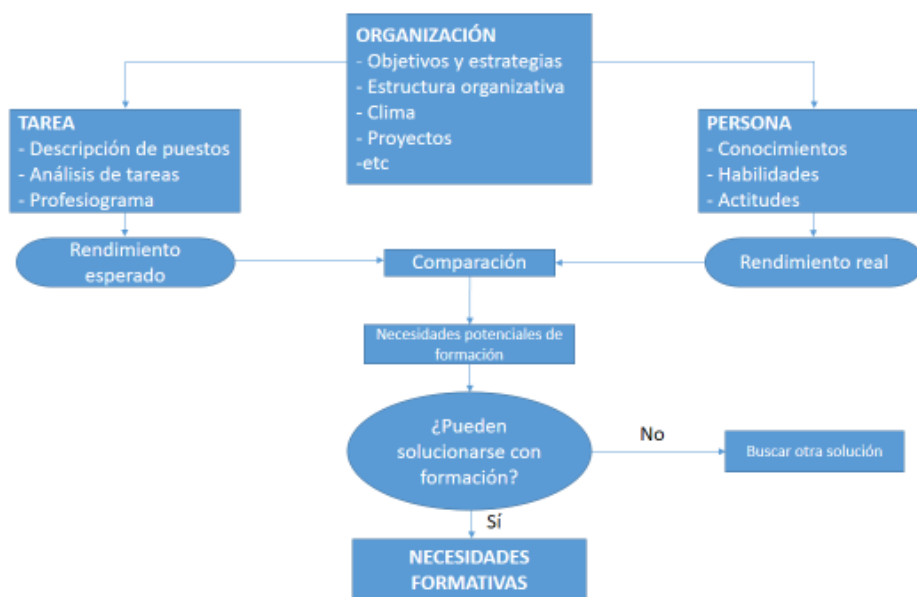 ORGANIZACIÓN
- Objetivos y estrategias
- Estructura organizativa
- Clima
- Proyectos
-etc
TAREA
- Descripción de puestos
- Análisis de tareas
- Profesiograma
PERSONA
- Conocimientos
- Habilidades
- Actitudes
Rendimiento
esperado
Comparación
Rendimiento real
Necesidades potenciales de
formación
¿Pueden
solucionarse con
formación?
No
Buscar otra solución
Sí
NECESIDADES
FORMATIVAS